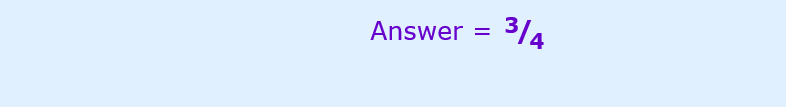 Answer = 3/4